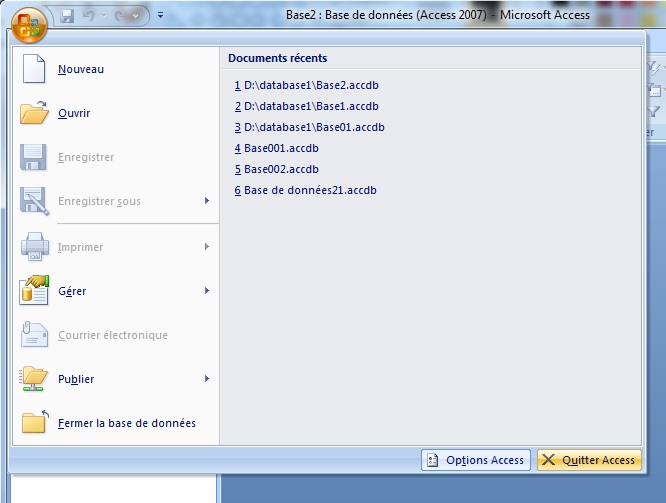 Base2 : Base de données (Access 2007) - Microsoft Access
Nouveau
Ouvrir
Enregistrer
Enregistrer sous
Imprimer
Gérer
Courrier électronique
Publier
Fermer la base de données
Documents récents
1 D:\database1\Base2.accdb
2 D:\database1\Base1.accdb
3 D:\database1\Base01.accdb
4 Base001.accdb
5 Base002.accdb
6 Base de données21.accdb
er
Options Access
Quitter Access